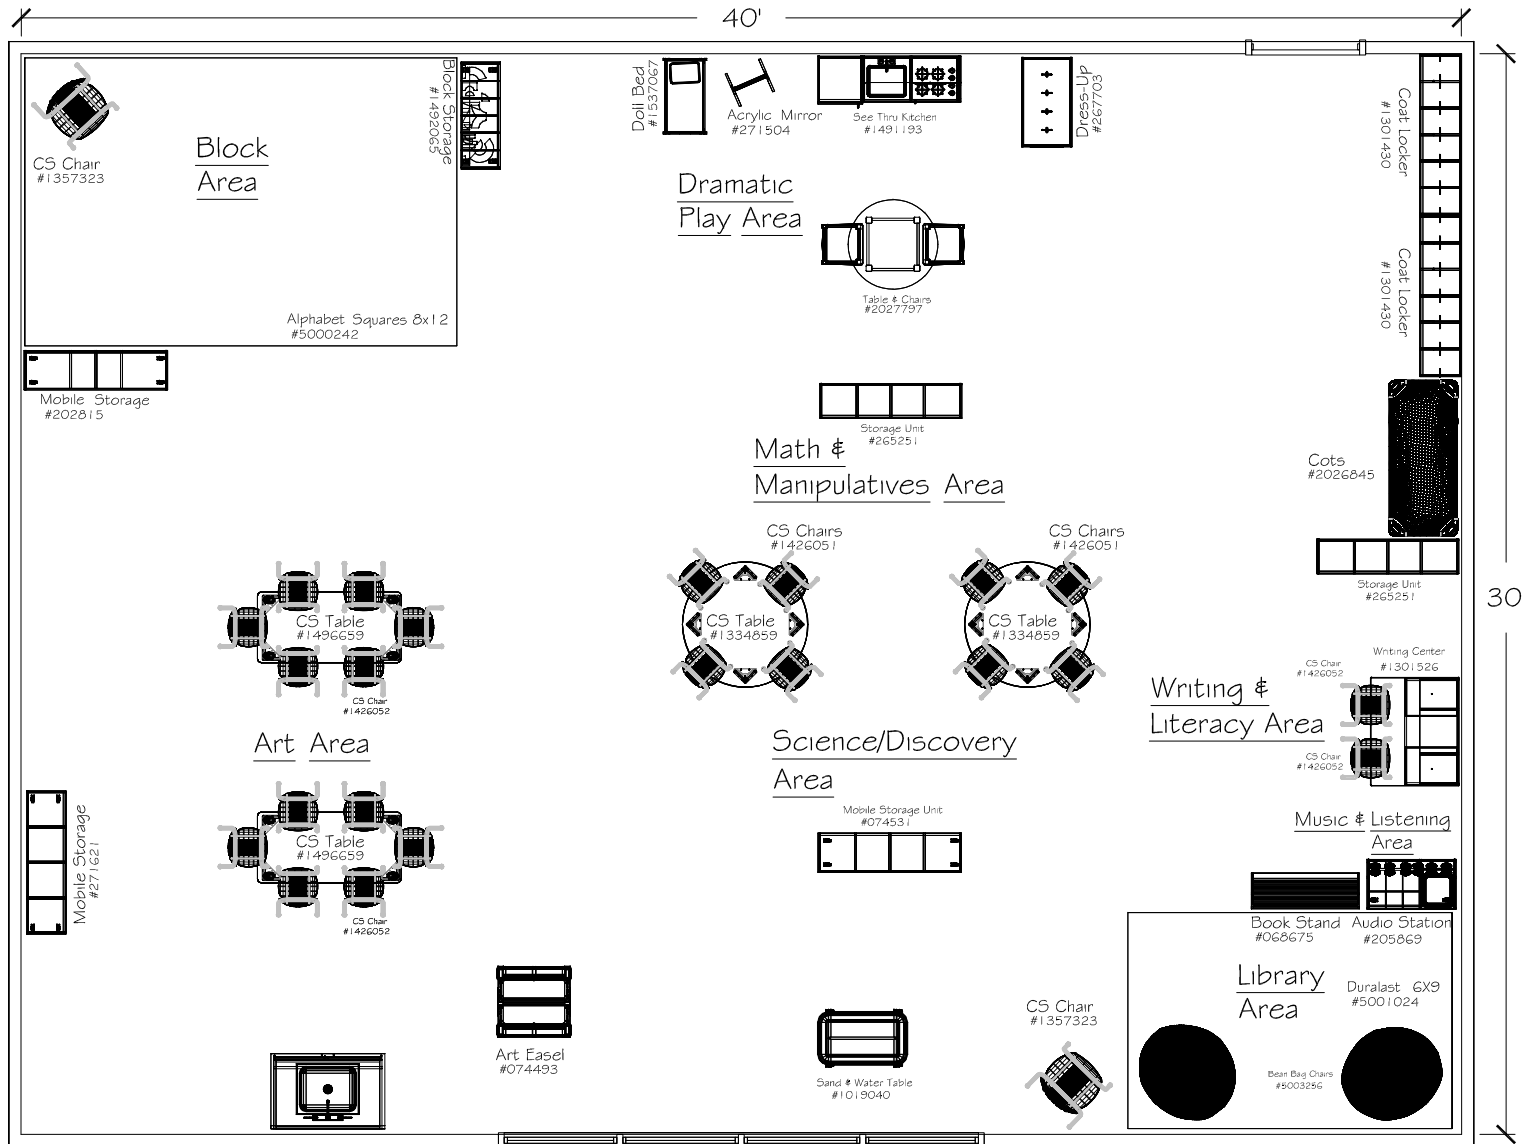 40'
30
CS Chair
#1357323
Block
Area
Block Storage
#1492065
Alphabet Squares 8x12
#5000242
Mobile Storage
#202815
Doll Bed
#1537067
Acrylic Mirror
#271504
See Thru Kitchen
#1491193
Dress-Up
#267703
Dramatic
Play Area
Table & Chairs
#2027797
Coat Locker
#1301430
Coat Locker
#1301430
Storage Unit
#265251
Math &
Manipulatives Area
Cots
#2026845
CS Chairs
#1426051
CS Chairs
#1426051
Storage Unit
#265251
CS Table
#1496659
CS Chair
#1426052
CS Table
#1334859
CS Table
#1334859
Writing Center
#1301526
CS Chair
#1426052
CS Chair
#1426052
Writing &
Literacy Area
Art Area
Science/Discovery
Area
Mobile Storage Unit
#074531
Mobile Storage
#271621
CS Table
#1496659
CS Chair
#1426052
Music & Listening
Area
Book Stand
#068675
Audio Station
#205869
Library
Area
Duralast 6X9
#5001024
Bean Bag Chairs
#5003256
CS Chair
#1357323
Art Easel
#074493
Sand & Water Table
#1019040